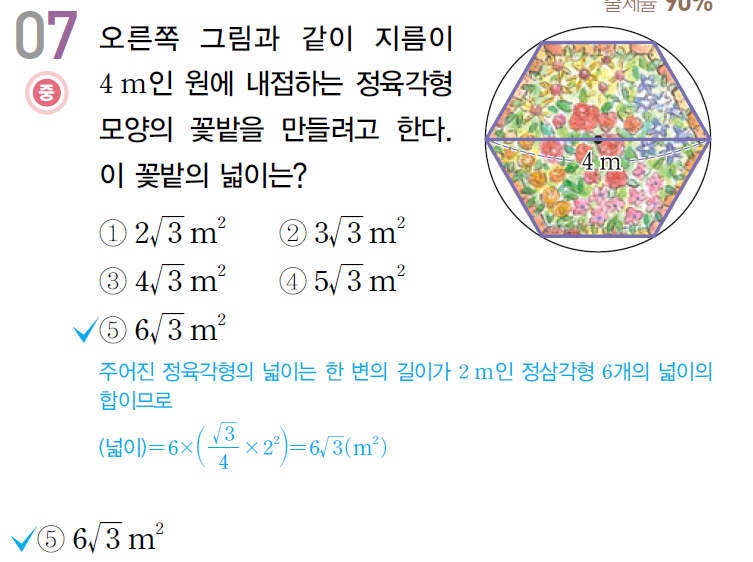 출제율 90%
07
중
오른쪽 그림과 같이 지름이
4 m인 원에 내접하는 정육각형
모양의 꽃밭을 만들려고 한다.
이 꽃밭의 넓이는?
4 m
① 2√3 m² ② 3√3 m²
③ 4√3 m² ④ 5√3 m²
⑤ 6√3 m²
주어진 정육각형의 넓이는 한 변의 길이가 2 m인 정삼각형 6개의 넓이의
합이므로
(넓이)=6×(√3/4×2²)=6√3(m²)
⑤ 6√3 m²